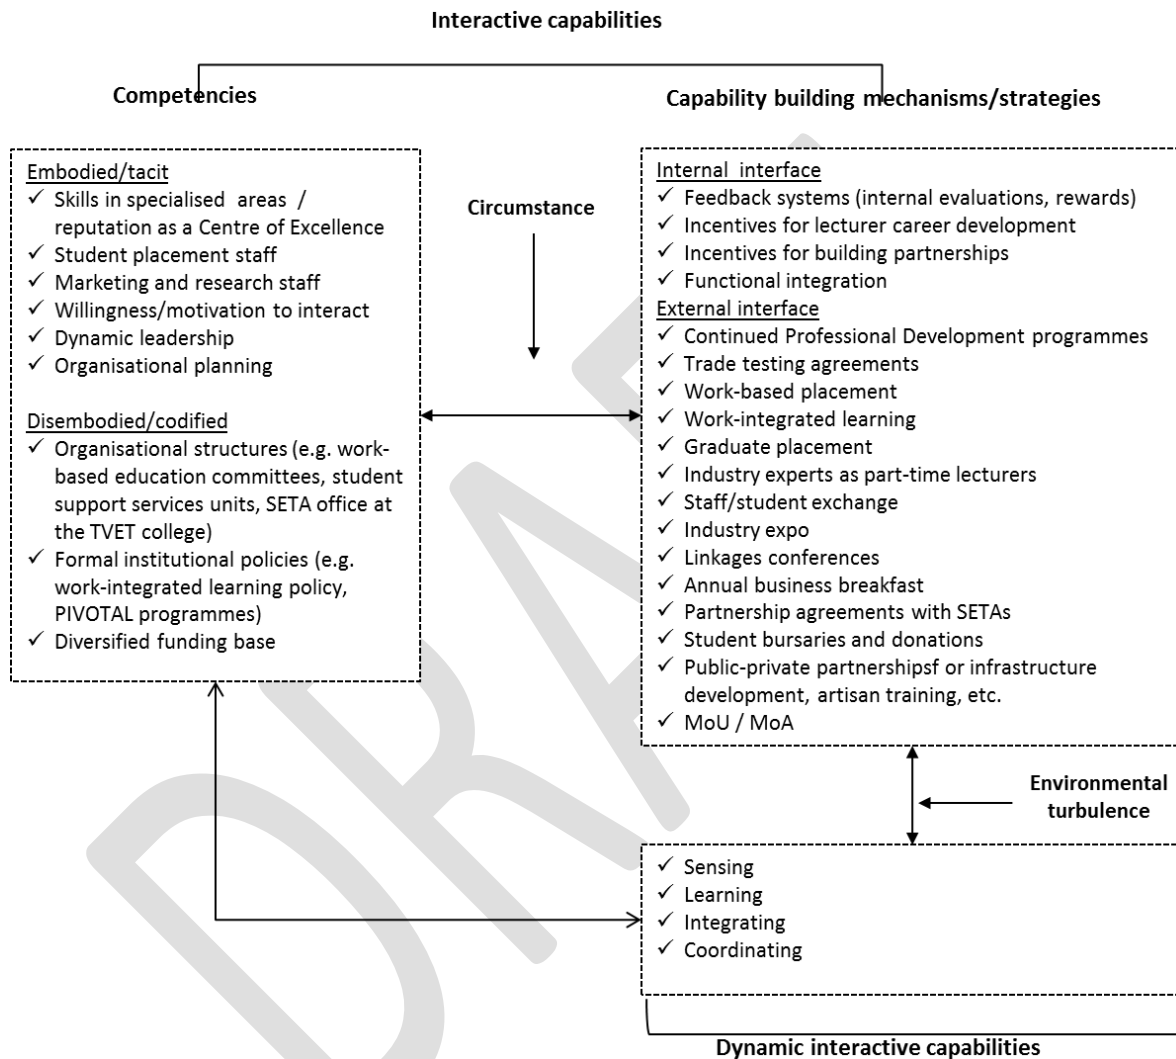 Interactive capabilities
Competencies
Capability building mechanisms/strategies
Embodied/tacit
✓ Skills in specialised areas /
reputation as a Centre of Excellence
✓ Student placement staff
✓ Marketing and research staff
✓ Willingness/motivation to interact
✓ Dynamic leadership
✓ Organisational planning
Disembodied/codified
✓ Organisational structures (e.g. work-
based education committees, student
support services units, SETA office at
the TVET college)
✓ Formal institutional policies (e.g.
work-integrated learning policy,
PIVOTAL programmes)
✓ Diversified funding base
Circumstance
Internal interface
✓ Feedback systems (internal evaluations, rewards)
✓ Incentives for lecturer career development
✓ Incentives for building partnerships
✓ Functional integration
External interface
✓ Continued Professional Development programmes
✓ Trade testing agreements
✓ Work-based placement
✓ Work-integrated learning
✓ Graduate placement
✓ Industry experts as part-time lecturers
✓ Staff/student exchange
✓ Industry expo
✓ Linkages conferences
✓ Annual business breakfast
✓ Partnership agreements with SETAs
✓ Student bursaries and donations
✓ Public-private partnershipsf or infrastructure
development, artisan training, etc.
✓ MoU / MoA
Environmental
turbulence
✓ Sensing
✓ Learning
✓ Integrating
✓ Coordinating
Dynamic interactive capabilities
DRAFT